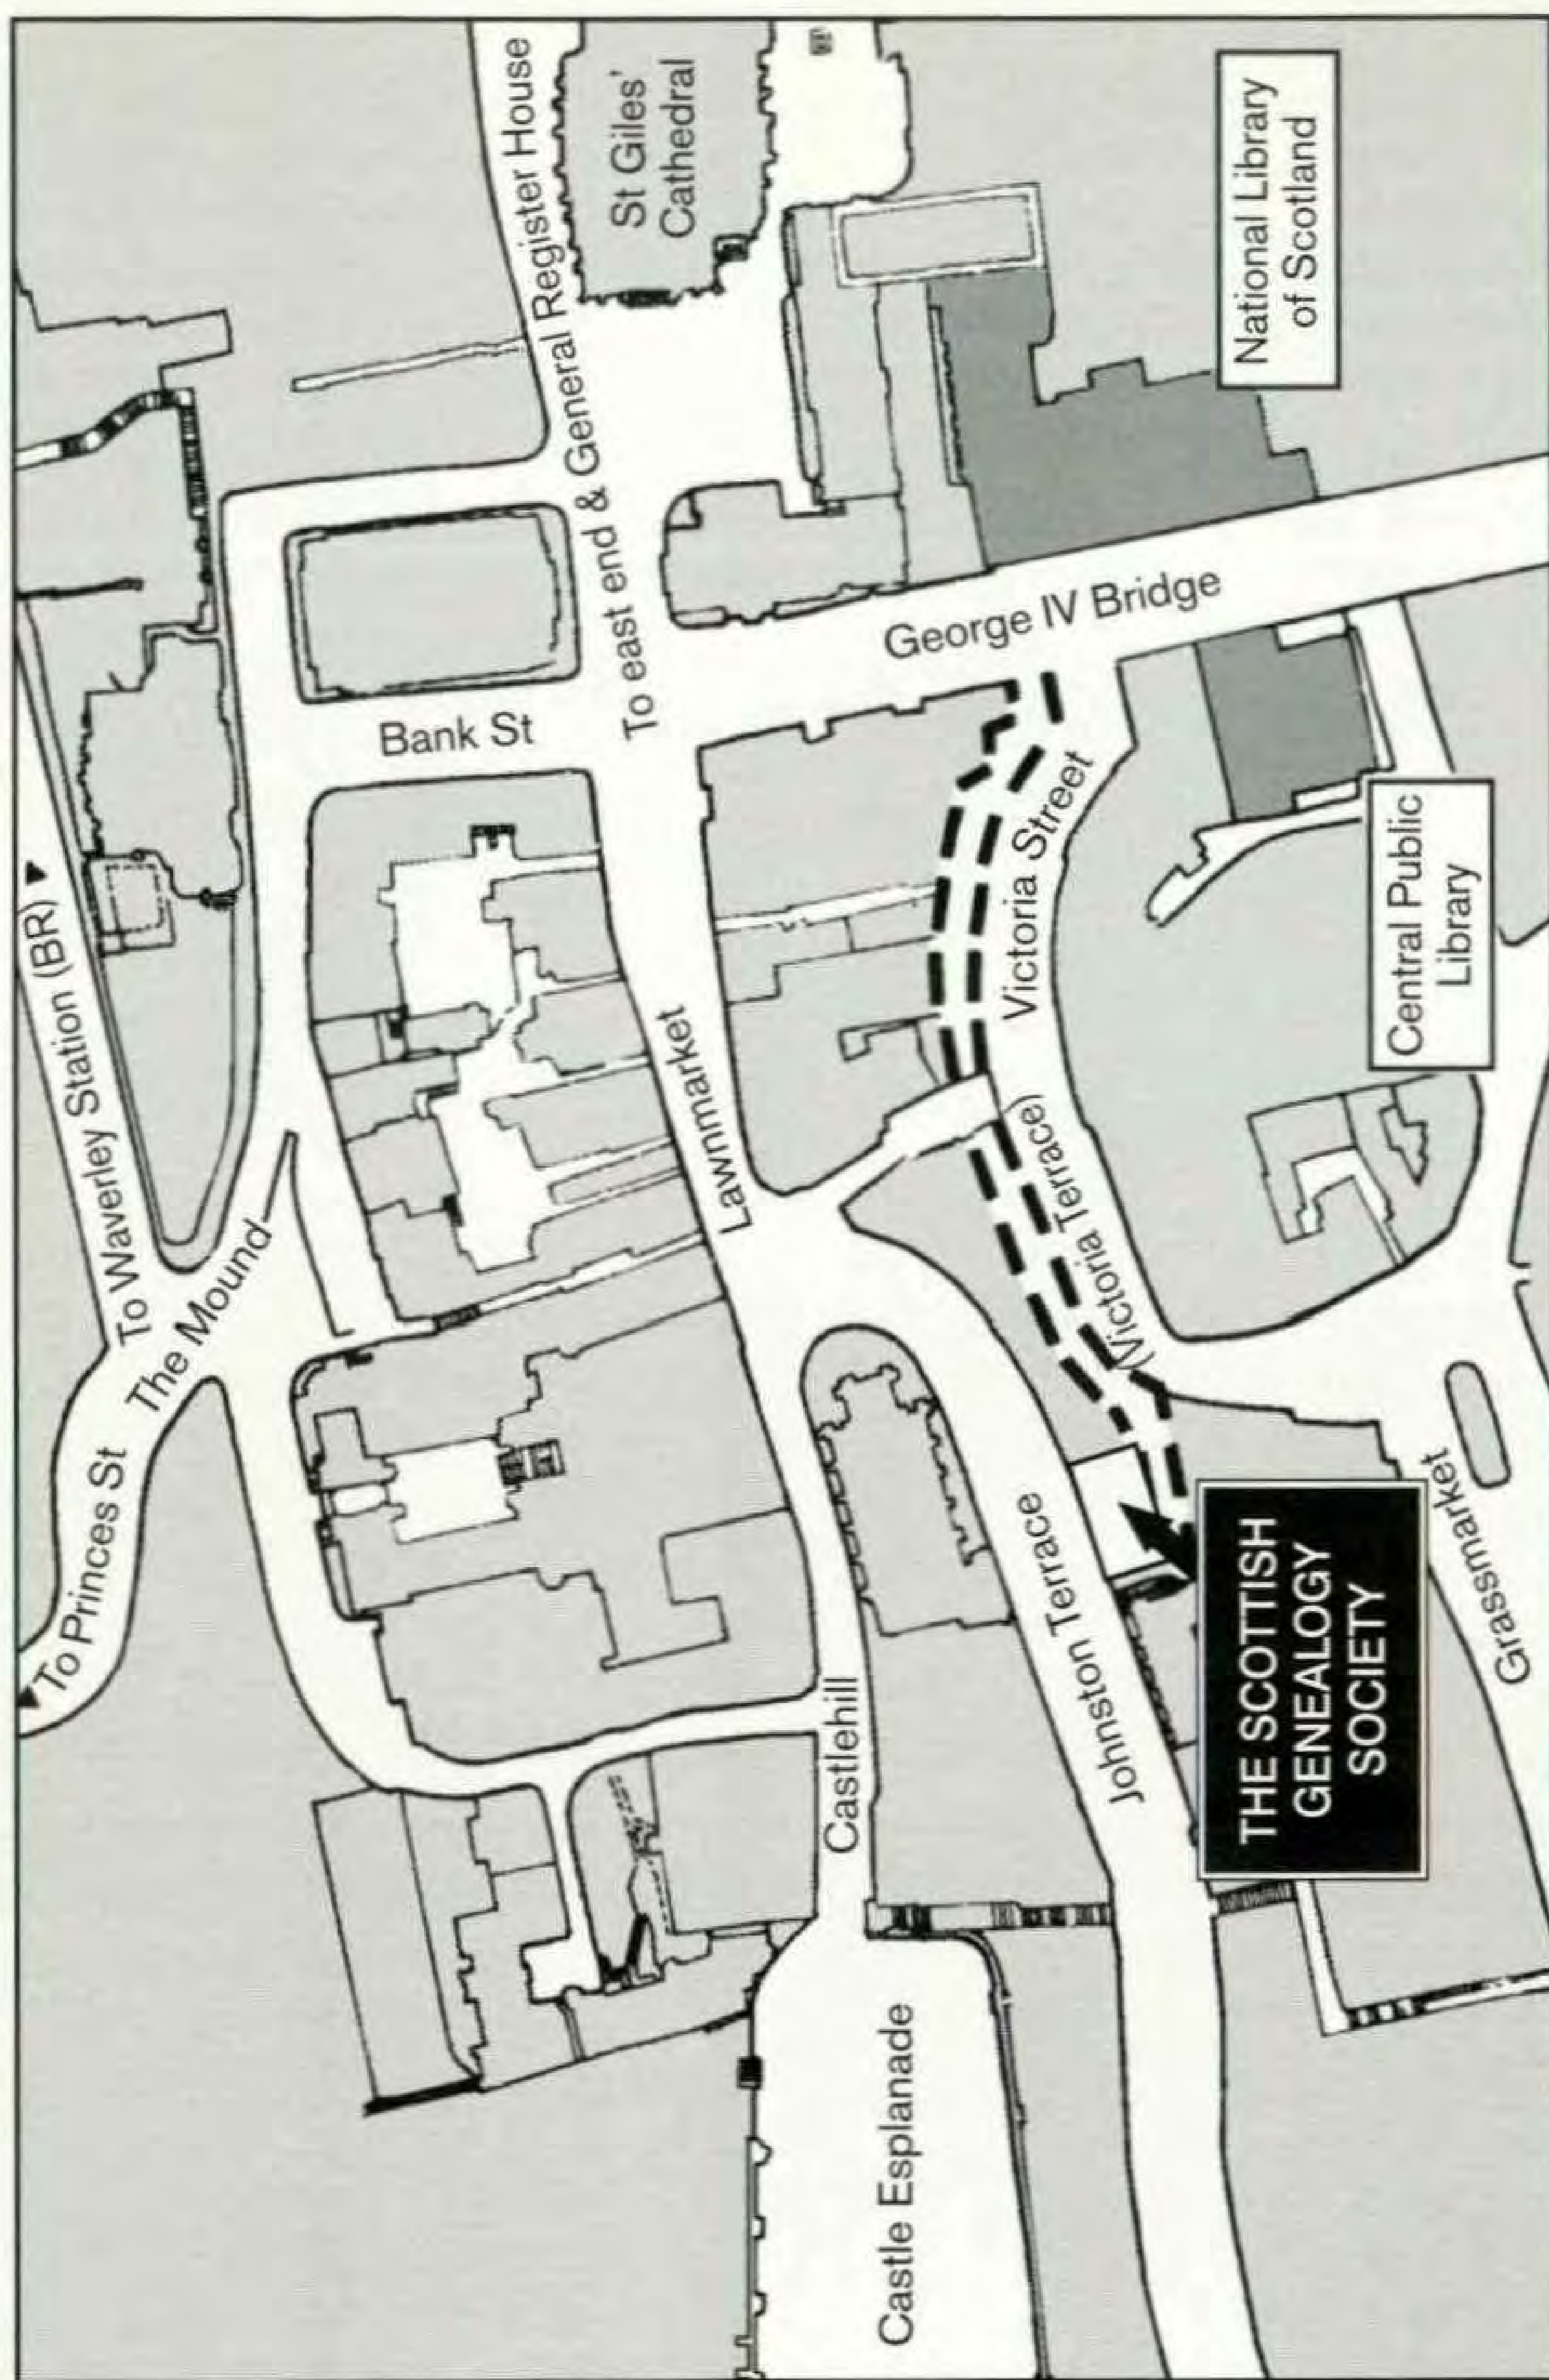 To Waverley Station (BR)
To Princes St
The Mound
Bank St
To east end & General Register House
St Giles'
Cathedral
Lawnmarket
George IV Bridge
National Library
of Scotland
Victoria Street
(Victoria Terrace)
Central Public
Library
Castlehill
Johnston Terrace
THE SCOTTISH
GENEALOGY
SOCIETY
Grassmarket
Castle Esplanade